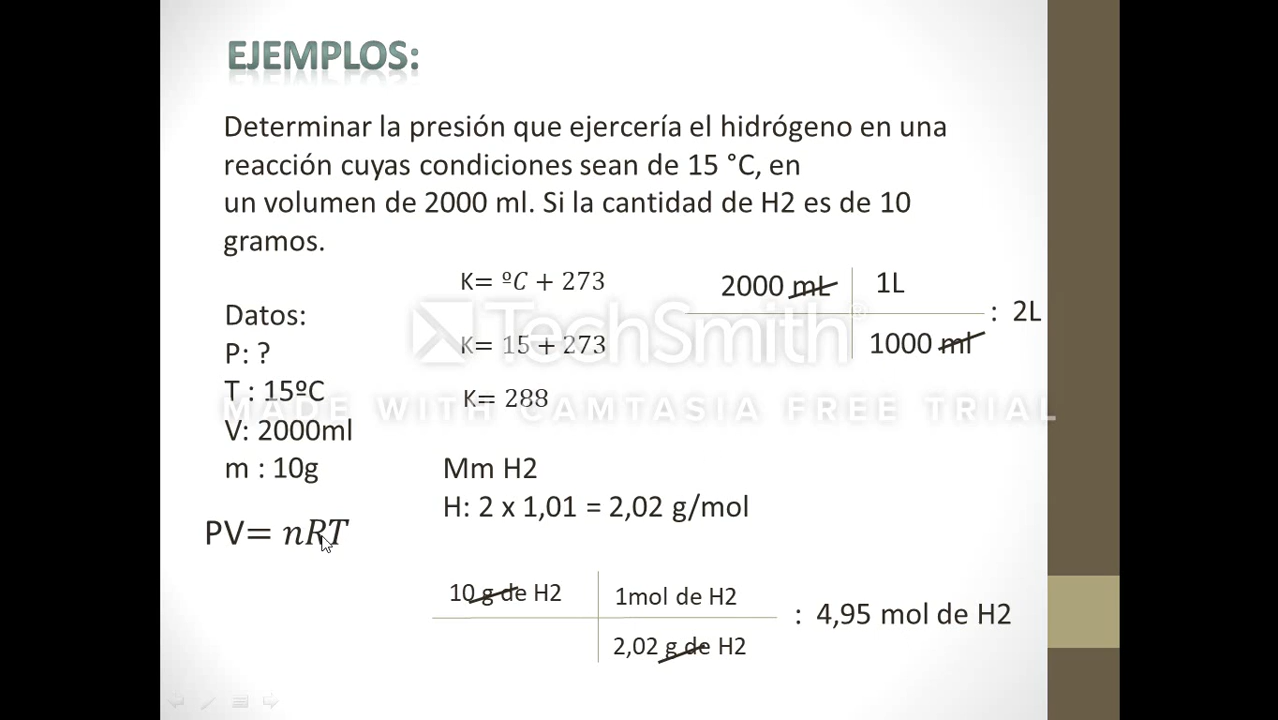 EJEMPLOS:
Determinar la presión que ejercería el hidrógeno en una
reacción cuyas condiciones sean de 15 °C, en
un volumen de 2000 ml. Si la cantidad de H2 es de 10
gramos.
K= ºC + 273
K= 15 + 273
K= 288
2000 mL
1L
1000 ml
: 2L
Datos:
P: ?
T : 15ºC
V: 2000ml
m : 10g
PV= nRT
Mm H2
H: 2 x 1,01 = 2,02 g/mol
10 g de H2
1mol de H2
2,02 g de H2
: 4,95 mol de H2
TechSmith®
MADE WITH CAMTASIA FREE TRIAL